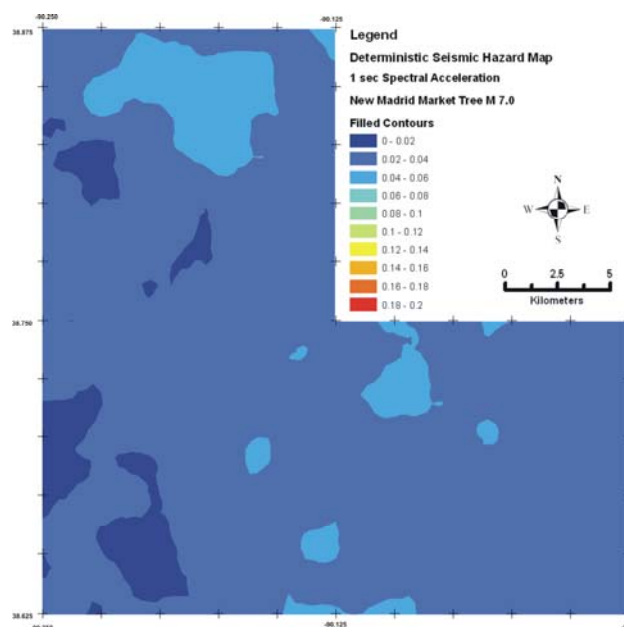 -90.250
-90.125
38.875
Legend
Deterministic Seismic Hazard Map
1 sec Spectral Acceleration
New Madrid Market Tree M 7.0
Filled Contours
0 - 0.02
0.02 - 0.04
0.04 - 0.06
0.06 - 0.08
0.08 - 0.1
0.1 - 0.12
0.12 - 0.14
0.14 - 0.16
0.16 - 0.18
0.18 - 0.2
N
W
E
S
0 2.5 5
Kilometers
38.750
38.625
-90.125